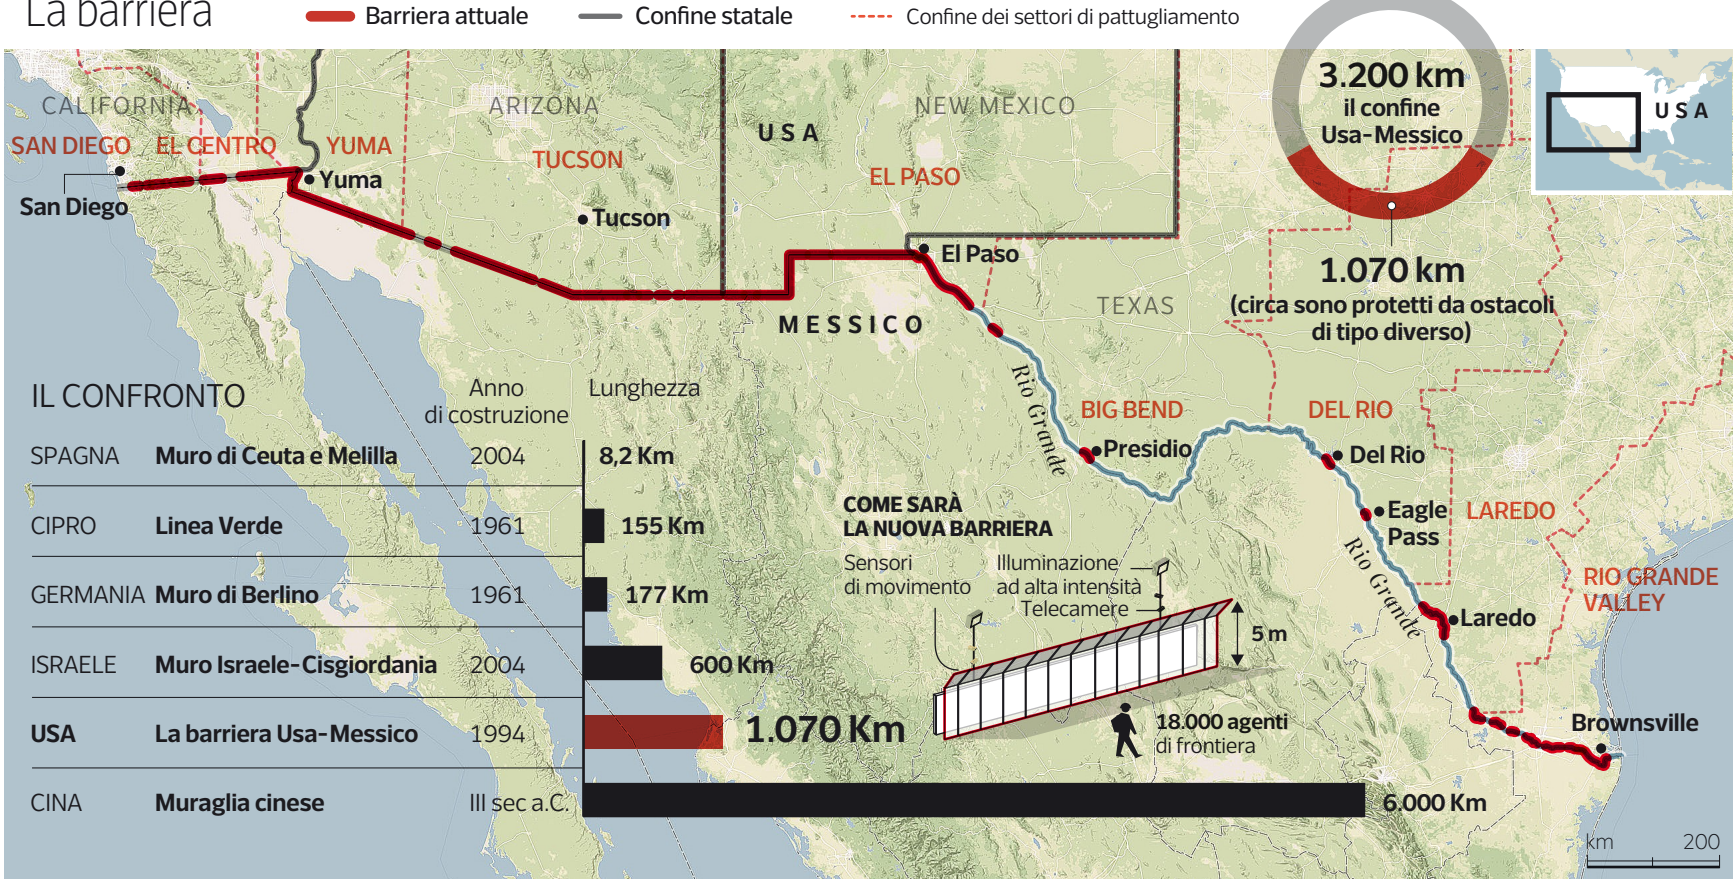 La barriera
Barriera attuale
Confine statale
Confine dei settori di pattugliamento
3.200 km
il confine
Usa-Messico
USA
CALIFORNIA
ARIZONA
NEW MEXICO
USA
SAN DIEGO
EL CENTRO
YUMA
TUCSON
EL PASO
Yuma
San Diego
Tucson
El Paso
1.070 km
(circa sono protetti da ostacoli
di tipo diverso)
TEXAS
MESSICO
Rio Grande
BIG BEND
DEL RIO
Presidio
Del Rio
Eagle
Pass
LAREDO
Rio Grande
RIO GRANDE
VALLEY
Laredo
Brownsville
IL CONFRONTO
Anno
di costruzione
Lunghezza
SPAGNA Muro di Ceuta e Melilla 2004 8,2 Km
CIPRO Linea Verde 1961 155 Km
GERMANIA Muro di Berlino 1961 177 Km
ISRAELE Muro Israele-Cisgiordania 2004 600 Km
USA La barriera Usa-Messico 1994 1.070 Km
CINA Muraglia cinese III sec a.C. 6.000 Km
COME SARÀ
LA NUOVA BARRIERA
Sensori
di movimento
Illuminazione
ad alta intensità
Telecamere
5 m
18.000 agenti
di frontiera
km 200